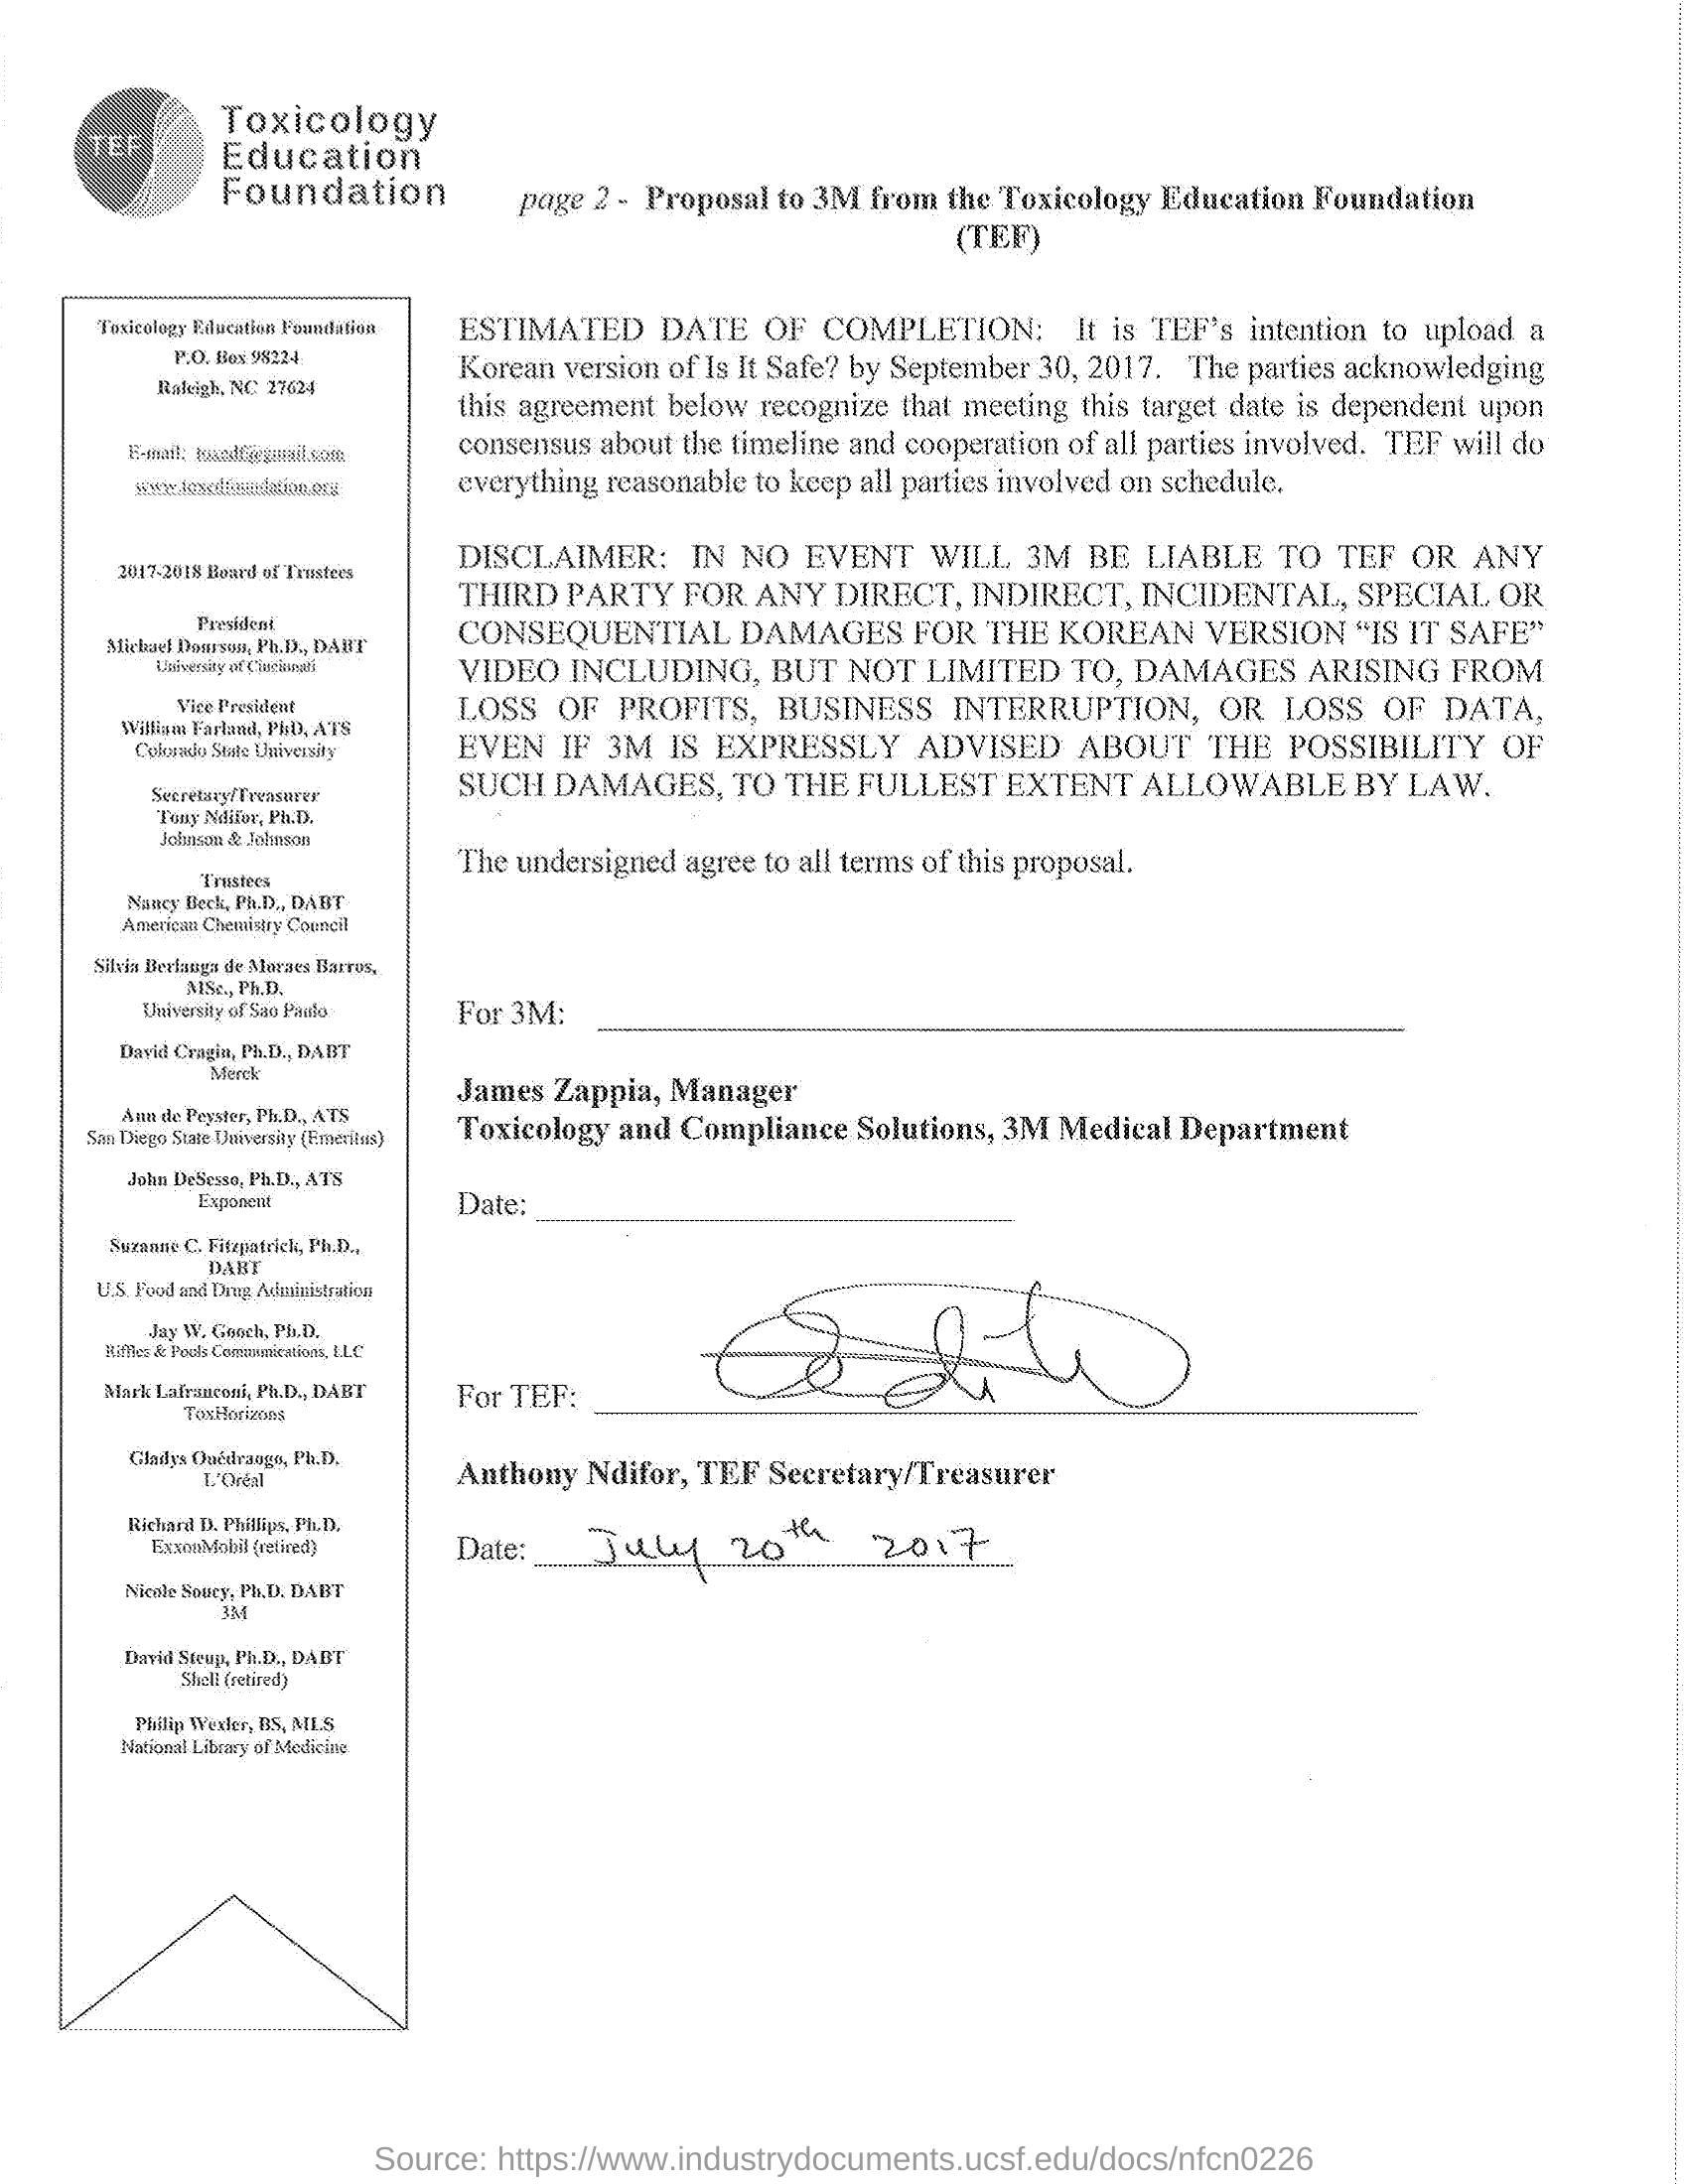 TEF
Toxicology
Education
Foundation
page 2 - Proposal to 3M from the Toxicology Education Foundation
(TEF)
Toxicology Education Foundation
P.O. Box 98224
Raleigh, NC 27624
E-mail: toxedf@gmail.com
www.toxedfoundation.org
2017-2018 Board of Trustees
President
Michael Dourson, Ph.D., DABT
University of Cincinnati
Vice President
William Farland, PhD, ATS
Colorado State University
Secretary/Treasurer
Tony Ndifor, Ph.D.
Johnson & Johnson
Trustees
Nancy Beck, Ph.D., DABT
American Chemistry Council
Silvia Berlanga de Moraes Barros,
MSc., Ph.D.
University of Sao Paulo
David Cragin, Ph.D., DABT
Merck
Ann de Peyster, Ph.D., ATS
San Diego State University (Emeritus)
John DeSesso, Ph.D., ATS
Exponent
Suzanne C. Fitzpatrick, Ph.D.,
DABT
U.S. Food and Drug Administration
Jay W. Gooch, Ph.D.
Riffles & Pools Communications, LLC
Mark Lafranconi, Ph.D., DABT
ToxHorizons
Gladys Ouédraogo, Ph.D.
L'Oréal
Richard D. Phillips, Ph.D.
ExxonMobil (retired)
Nicole Soucy, Ph.D. DABT
3M
David Steup, Ph.D., DABT
Shell (retired)
Philip Wexler, BS, MLS
National Library of Medicine
ESTIMATED DATE OF COMPLETION: It is TEF's intention to upload a
Korean version of Is It Safe? by September 30, 2017. The parties acknowledging
this agreement below recognize that meeting this target date is dependent upon
consensus about the timeline and cooperation of all parties involved. TEF will do
everything reasonable to keep all parties involved on schedule.
DISCLAIMER: IN NO EVENT WILL 3M BE LIABLE TO TEF OR ANY
THIRD PARTY FOR ANY DIRECT, INDIRECT, INCIDENTAL, SPECIAL OR
CONSEQUENTIAL DAMAGES FOR THE KOREAN VERSION "IS IT SAFE"
VIDEO INCLUDING, BUT NOT LIMITED TO, DAMAGES ARISING FROM
LOSS OF PROFITS, BUSINESS INTERRUPTION, OR LOSS OF DATA,
EVEN IF 3M IS EXPRESSLY ADVISED ABOUT THE POSSIBILITY OF
SUCH DAMAGES, TO THE FULLEST EXTENT ALLOWABLE BY LAW.
The undersigned agree to all terms of this proposal.
For 3M:
James Zappia, Manager
Toxicology and Compliance Solutions, 3M Medical Department
Date:
For TEF:
Anthony Ndifor, TEF Secretary/Treasurer
Date: July 20th 2017
Source: https://www.industrydocuments.ucsf.edu/docs/nfcn0226